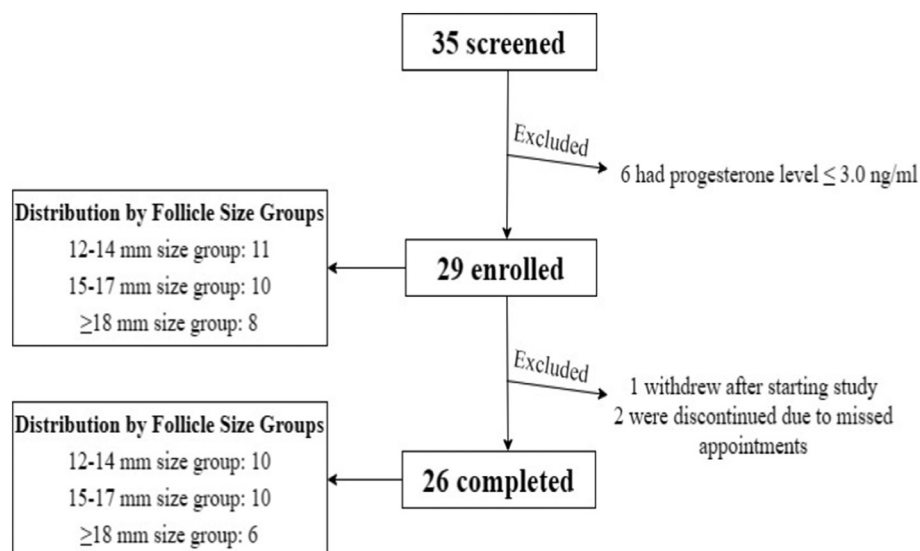 35 screened
Excluded
6 had progesterone level ≤ 3.0 ng/ml
Distribution by Follicle Size Groups
12-14 mm size group: 11
15-17 mm size group: 10
≥18 mm size group: 8
29 enrolled
Excluded
1 withdrew after starting study
2 were discontinued due to missed
appointments
Distribution by Follicle Size Groups
12-14 mm size group: 10
15-17 mm size group: 10
≥18 mm size group: 6
26 completed